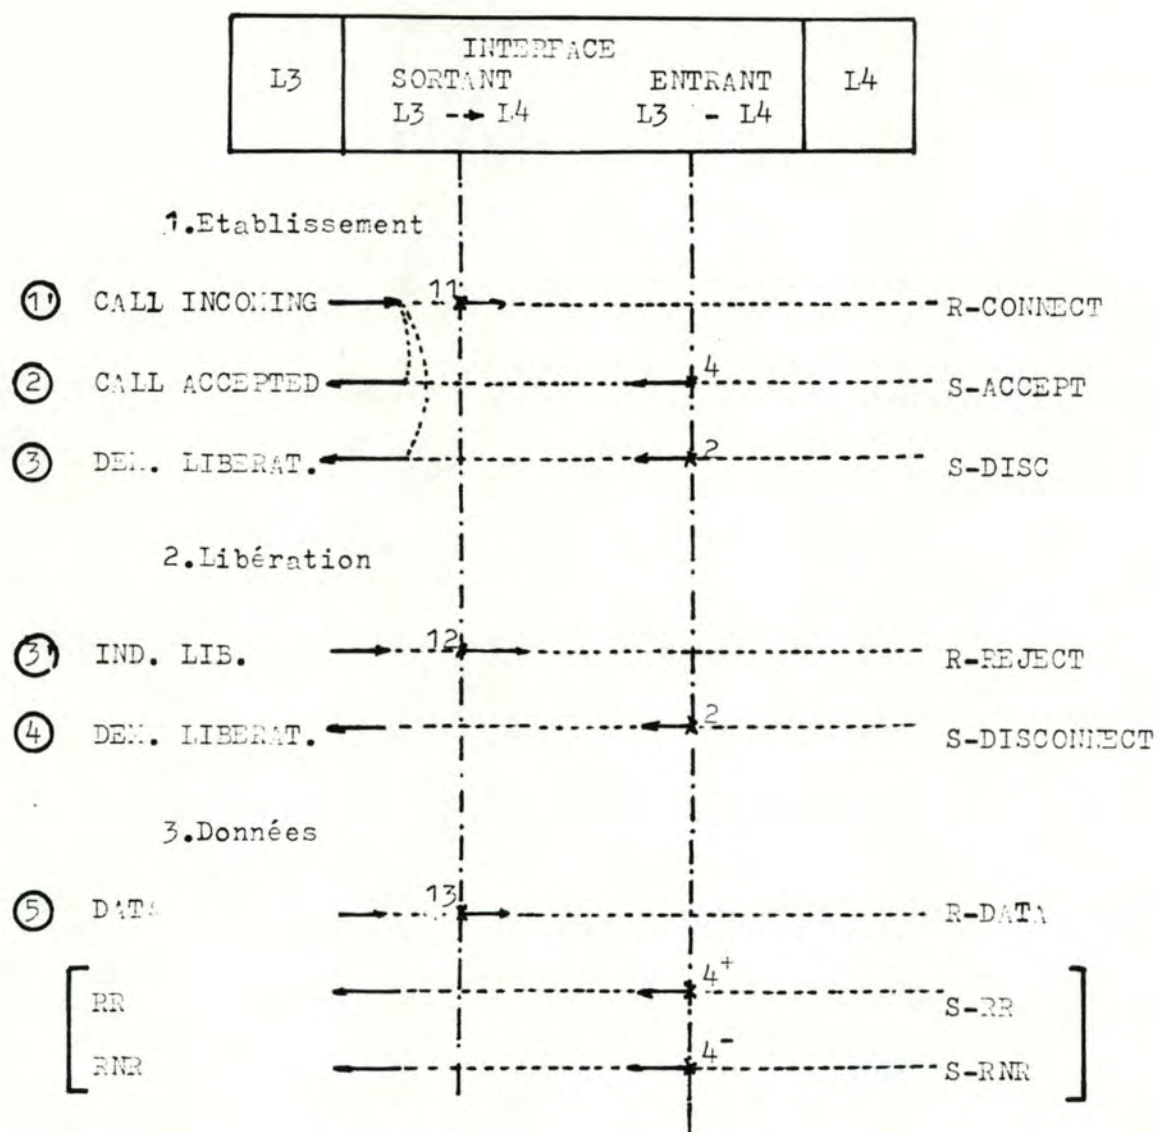 INTERFACE
L3 SORTANT ENTRANT L4
L3 → L4 L3 - L4
1.Etablissement
1' CALL INCOMING 11 R-CONNECT
2 CALL ACCEPTED 4 S-ACCEPT
3 DEM. LIBERAT. 2 S-DISC
2.Libération
3' IND. LIB. 12 R-REJECT
4 DEM. LIBERAT. 2 S-DISCONNECT
3.Données
5 DATA 13 R-DATA
RR 4+ S-RR
RNR 4- S-RNR